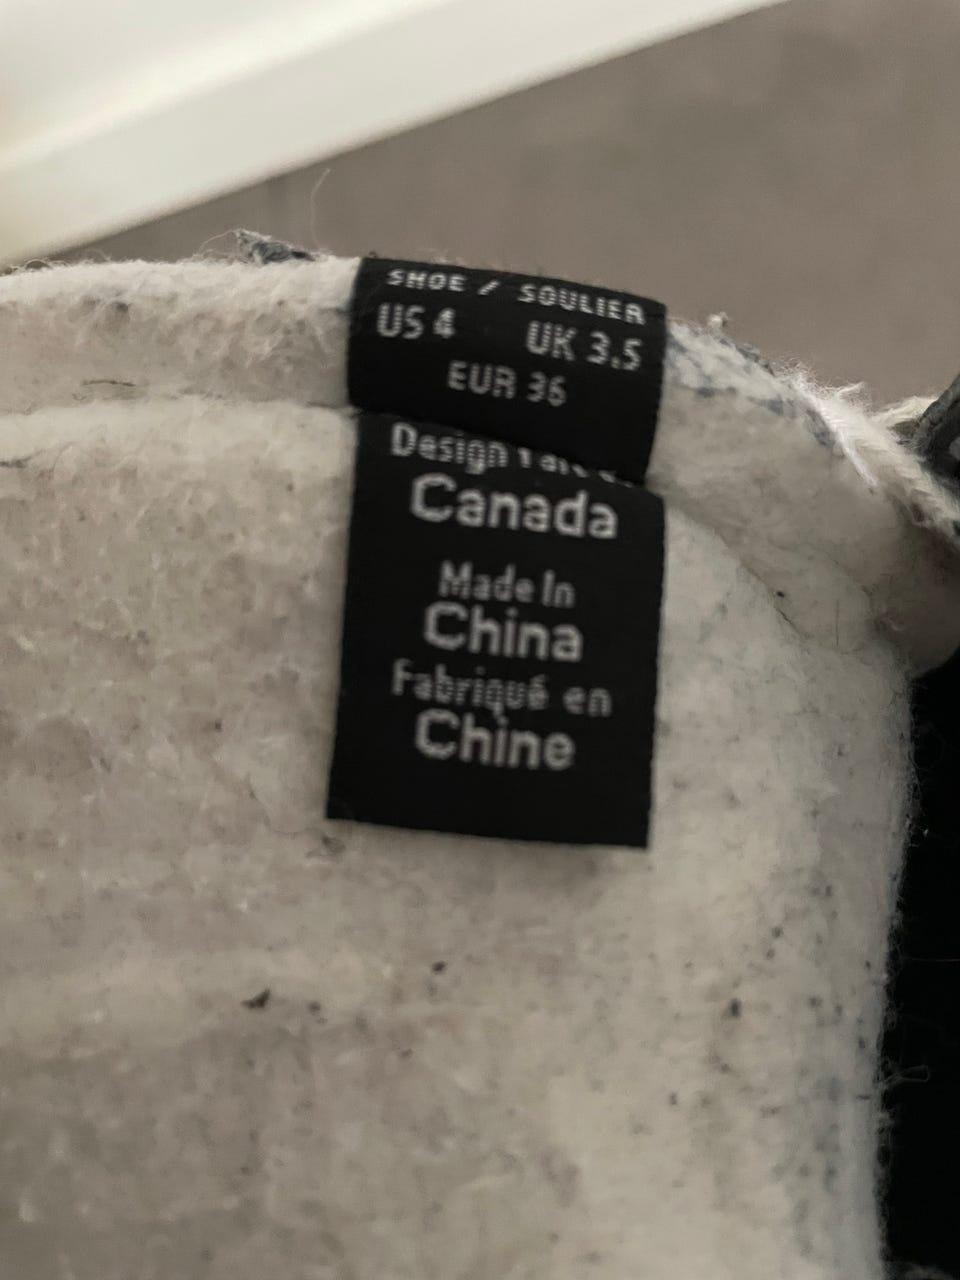 SHOE / SOULIER
US 4 UK 3.5
EUR 36
Design
Canada
Made In
China
Fabriqué en
Chine